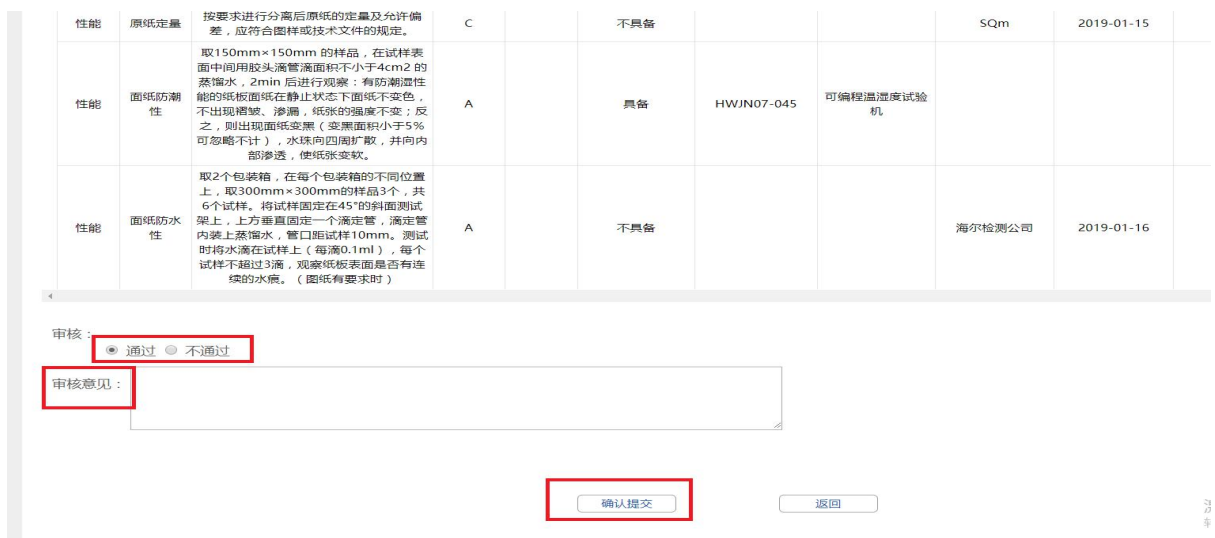 性能 原纸定量 按要求进行分离后原纸的定量及允许偏 C 不具备 SQm 2019-01-15
差，应符合图样或技术文件的规定。
取150mm×150mm 的样品，在试样表
面中间用胶头滴管滴面积不小于4cm2 的
蒸馏水，2min 后进行观察：有防潮湿性
性能 面纸防潮 能的纸板面纸在静止状态下面纸不变色， A 具备 HWJN07-045 可编程温湿度试验
性 不出现褶皱、渗漏，纸张的强度不变；反 机
之，则出现面纸变黑（变黑面积小于5%
可忽略不计），水珠向四周扩散，并向内
部渗透，使纸张变软。
取2个包装箱，在每个包装箱的不同位置
上，取300mm×300mm的样品3个，共
6个试样。将试样固定在45°的斜面测试
性能 面纸防水 架上，上方垂直固定一个滴定管，滴定管 A 不具备 海尔检测公司 2019-01-16
性 内装上蒸馏水，管口距试样10mm。测试
时将水滴在试样上（每滴0.1ml），每个
试样不超过3滴，观察纸板表面是否有连
续的水痕。（图纸有要求时）
审核：
通过 不通过
审核意见：
确认提交 返回